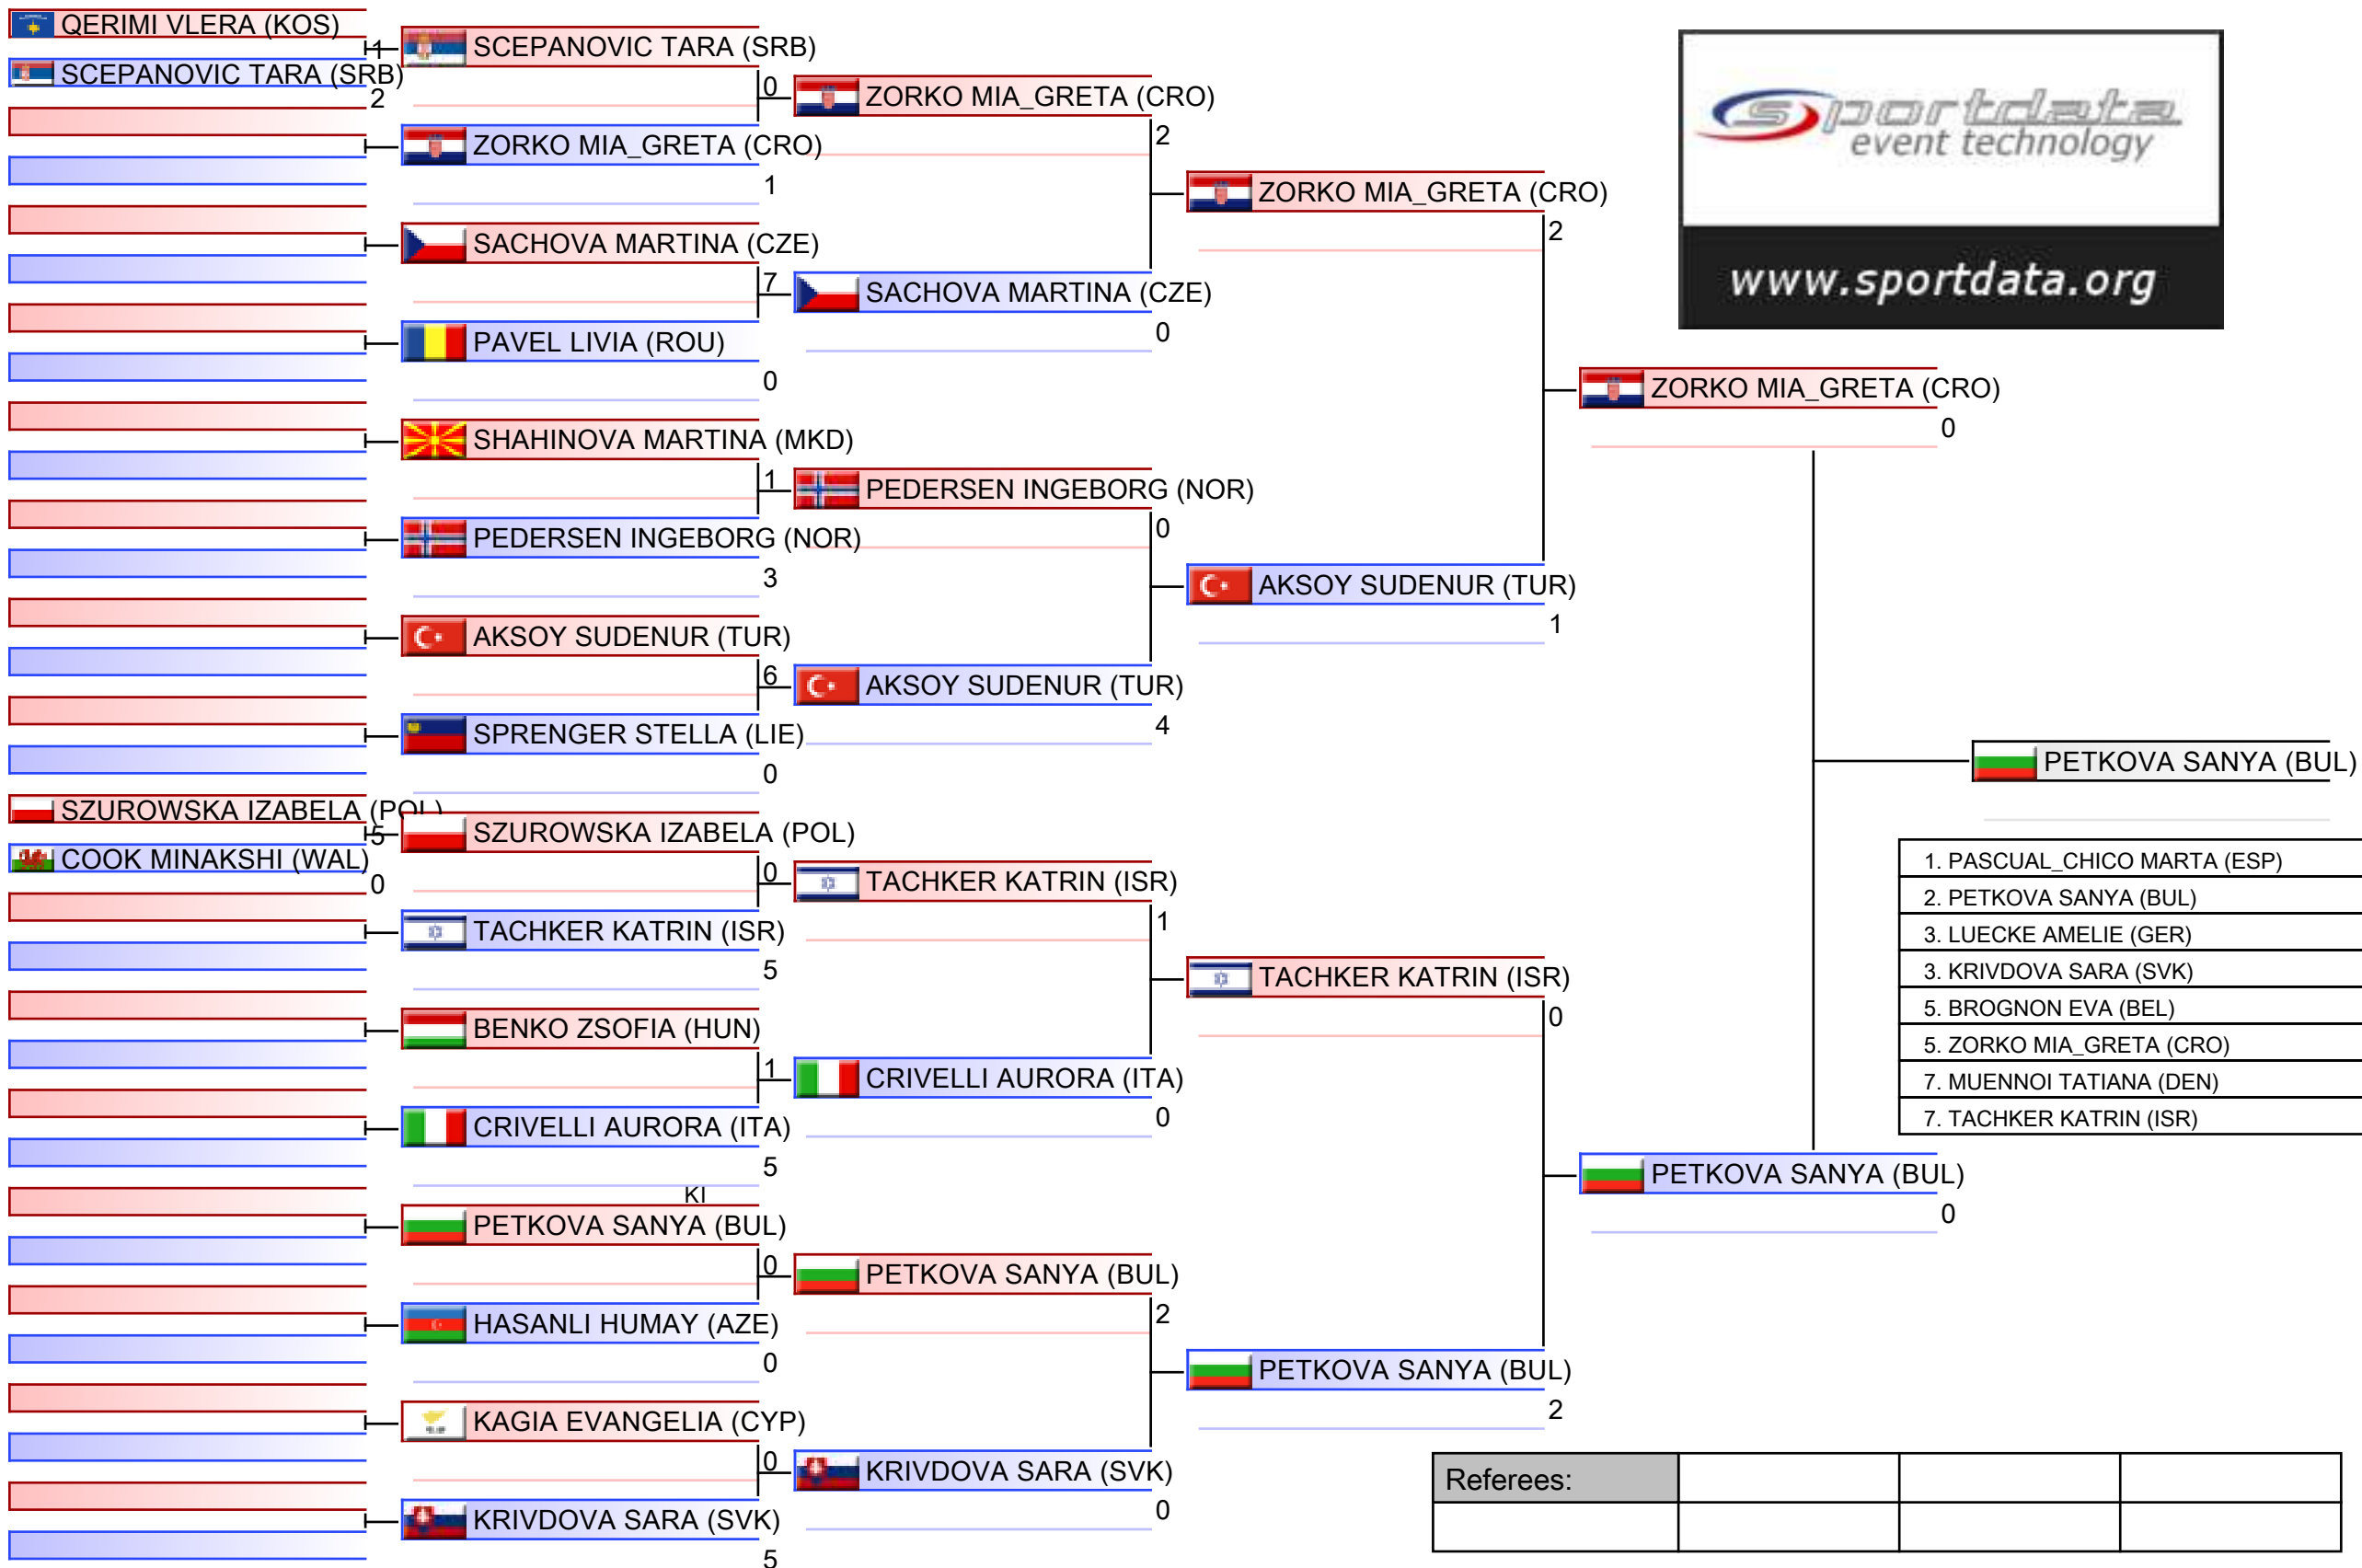 QERIMI VLERA (KOS)
1
SCEPANOVIC TARA (SRB)
2
SZUROWSKA IZABELA (POL)
5
COOK MINAKSHI (WAL)
0
SCEPANOVIC TARA (SRB)
0
ZORKO MIA_GRETA (CRO)
1
SACHOVA MARTINA (CZE)
7
PAVEL LIVIA (ROU)
0
SHAHINOVA MARTINA (MKD)
1
PEDERSEN INGEBORG (NOR)
3
AKSOY SUDENUR (TUR)
6
SPRENGER STELLA (LIE)
0
SZUROWSKA IZABELA (POL)
0
TACHKER KATRIN (ISR)
5
BENKO ZSOFIA (HUN)
1
CRIVELLI AURORA (ITA)
5
KI
PETKOVA SANYA (BUL)
0
HASANLI HUMAY (AZE)
0
KAGIA EVANGELIA (CYP)
0
KRIVDOVA SARA (SVK)
5
ZORKO MIA_GRETA (CRO)
2
SACHOVA MARTINA (CZE)
0
PEDERSEN INGEBORG (NOR)
0
AKSOY SUDENUR (TUR)
4
TACHKER KATRIN (ISR)
1
CRIVELLI AURORA (ITA)
0
PETKOVA SANYA (BUL)
2
KRIVDOVA SARA (SVK)
0
ZORKO MIA_GRETA (CRO)
2
AKSOY SUDENUR (TUR)
1
TACHKER KATRIN (ISR)
0
PETKOVA SANYA (BUL)
2
ZORKO MIA_GRETA (CRO)
0
PETKOVA SANYA (BUL)
0
PETKOVA SANYA (BUL)
sportdata
event technology
www.sportdata.org
1. PASCUAL_CHICO MARTA (ESP)
2. PETKOVA SANYA (BUL)
3. LUECKE AMELIE (GER)
3. KRIVDOVA SARA (SVK)
5. BROGNON EVA (BEL)
5. ZORKO MIA_GRETA (CRO)
7. MUENNOI TATIANA (DEN)
7. TACHKER KATRIN (ISR)
Referees: